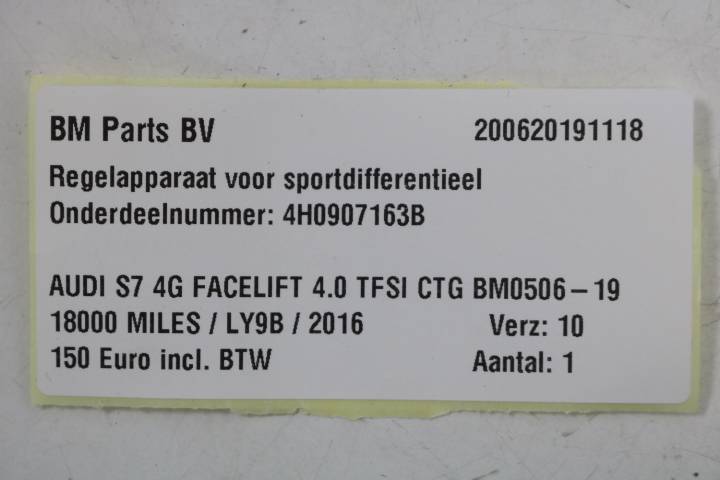 BM Parts BV 200620191118
Regelapparaat voor sportdifferentieel
Onderdeelnummer: 4H0907163B
AUDI S7 4G FACELIFT 4.0 TFSI CTG BM0506-19
18000 MILES / LY9B / 2016 Verz: 10
150 Euro incl. BTW Aantal: 1